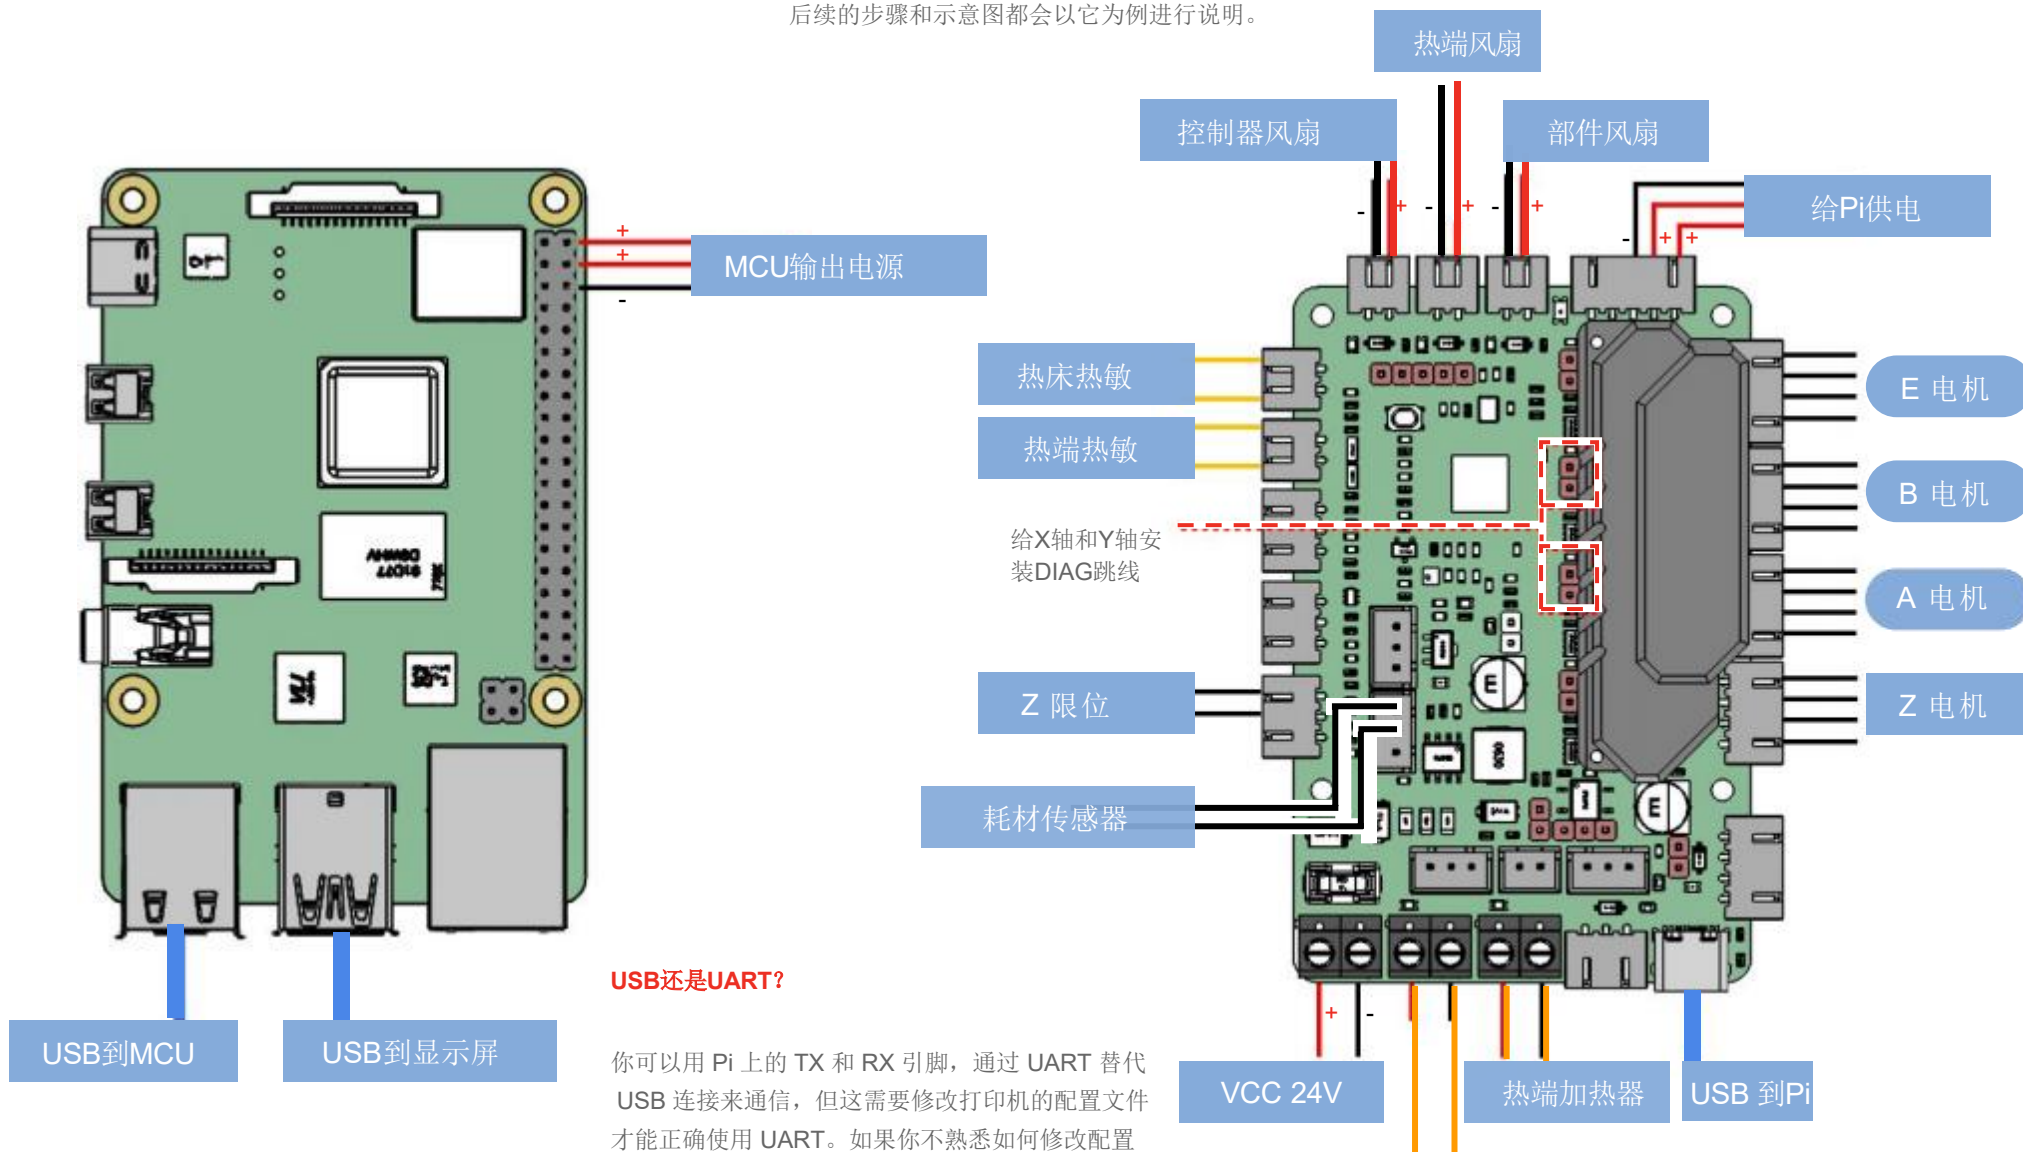 后续的步骤和示意图都会以它为例进行说明。
热端风扇
控制器风扇
部件风扇
给Pi供电
MCU输出电源
+
+
-
-
+
-
+
-
+
-
+
+
热床热敏
热端热敏
给X轴和Y轴安
装DIAG跳线
Z 限位
耗材传感器
E 电机
B 电机
A 电机
Z 电机
USB还是UART？
+
-
USB到MCU
USB到显示屏
你可以用 Pi 上的 TX 和 RX 引脚，通过 UART 替代
USB 连接来通信，但这需要修改打印机的配置文件
才能正确使用 UART。如果你不熟悉如何修改配置
VCC 24V
热端加热器
USB 到Pi